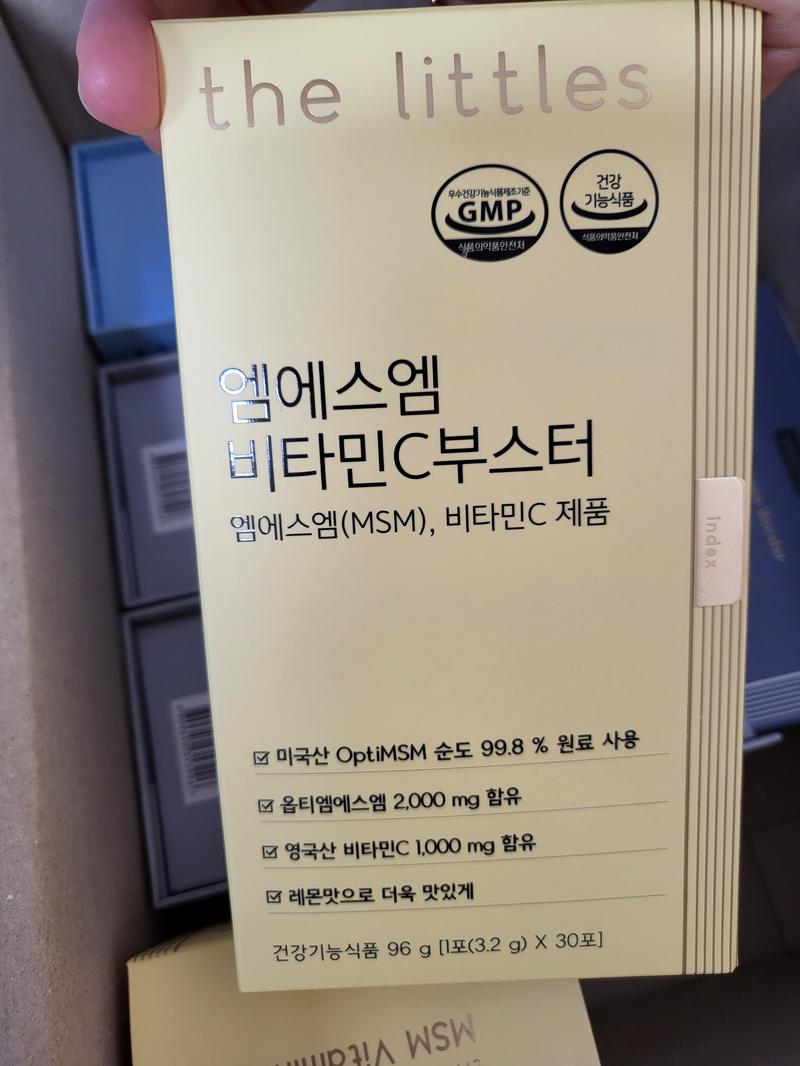 the littles
우수건강기능식품제조기준
GMP
식품의약품안전처
건강
기능식품
식품의약품안전처
엠에스엠
비타민C부스터
엠에스엠(MSM), 비타민C 제품
index
미국산 OptiMSM 순도 99.8 % 원료 사용
옵티엠에스엠 2,000 mg 함유
영국산 비타민C 1,000 mg 함유
레몬맛으로 더욱 맛있게
건강기능식품 96 g [1포(3.2 g) X 30포]
MSM Vitamin
Booster